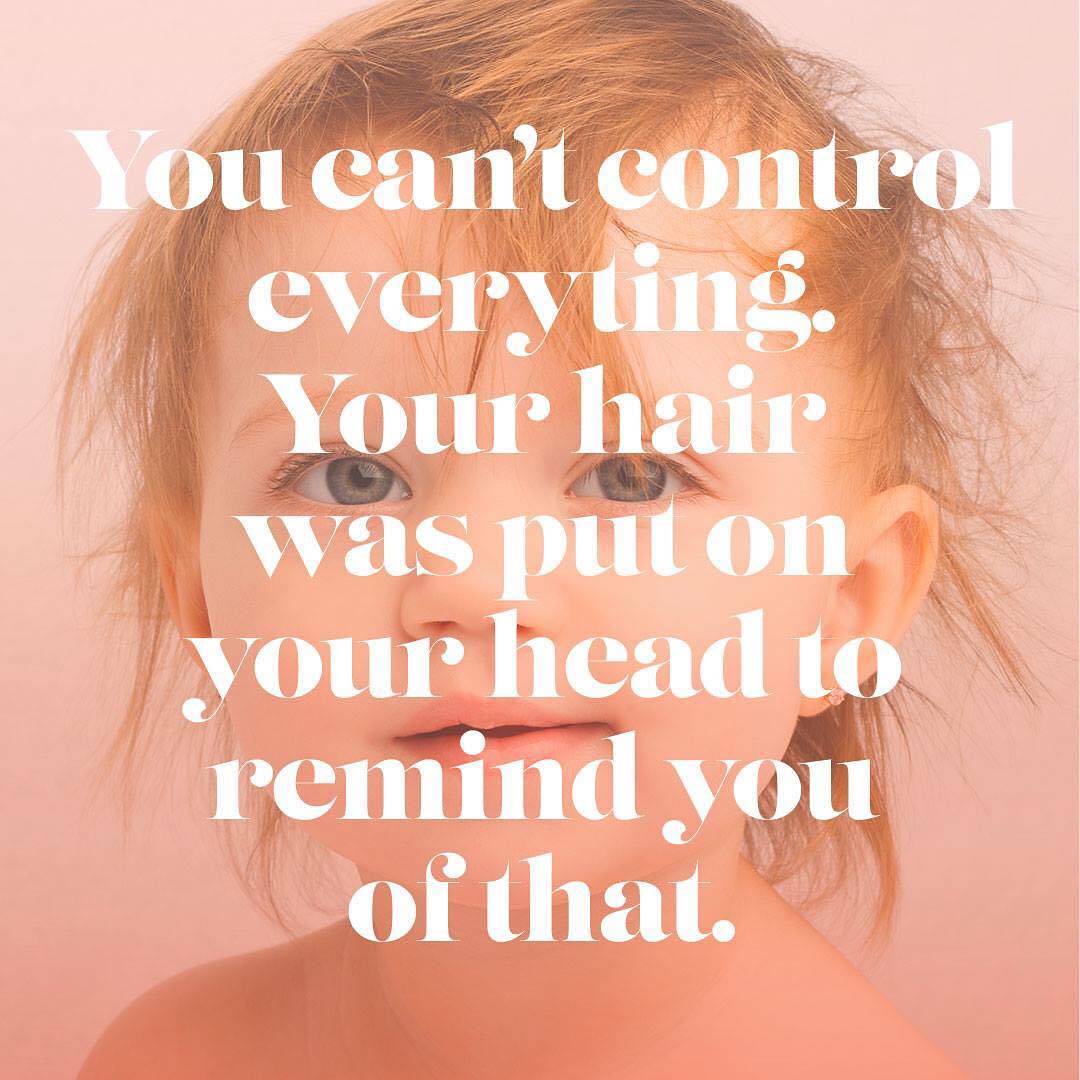 You can't control
everyting.
Your hair
was put on
your head to
remind you
of that.